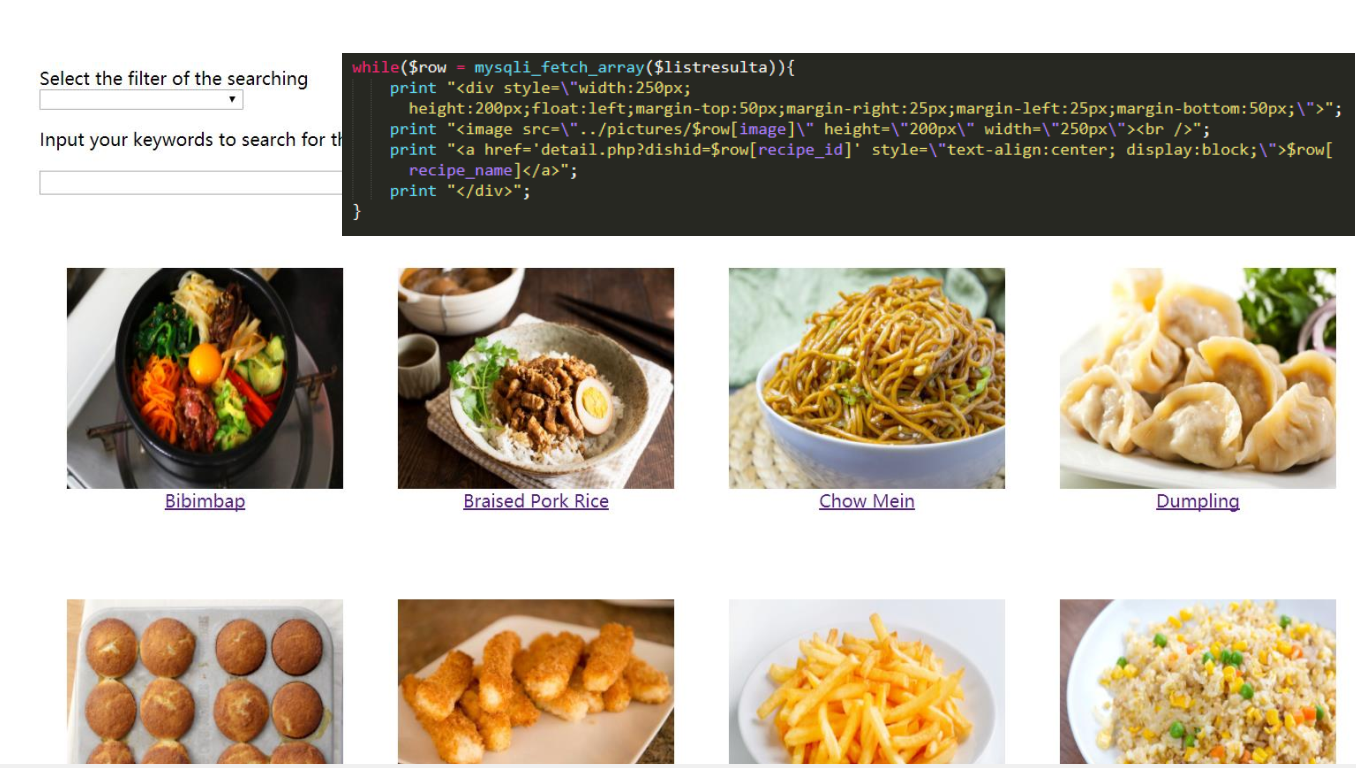 Select the filter of the searching
Input your keywords to search for
while($row = mysqli_fetch_array($listresulta)){
print "<div style=\"width:250px;
height:200px;float:left;margin-top:50px;margin-right:25px;margin-left:25px;margin-bottom:50px;\">";
print "<image src=\"../pictures/$row[image]\" height=\"200px\" width=\"250px\"><br />";
print "<a href='detail.php?dishid=$row[recipe_id]' style=\"text-align:center; display:block;\">$row[
recipe_name]</a>";
print "</div>";
}
Bibimbap
Braised Pork Rice
Chow Mein
Dumpling